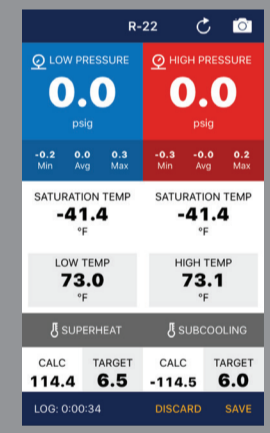 R-22
LOW PRESSURE HIGH PRESSURE
0.0 0.0
psig psig
-0.2 0.0 0.3 -0.3 -0.0 0.2
Min Avg Max Min Avg Max
SATURATION TEMP SATURATION TEMP
-41.4 -41.4
°F °F
LOW TEMP HIGH TEMP
73.0 73.1
°F °F
SUPERHEAT SUBCOOLING
CALC TARGET CALC TARGET
114.4 6.5 -114.5 6.0
LOG: 0:00:34 DISCARD SAVE